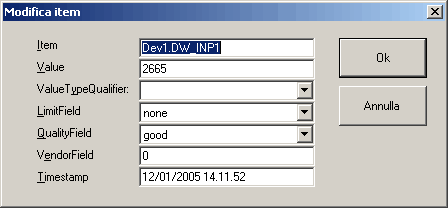 Modifica item
Item Dev1.DW_INP1
Ok
Value 2665
ValueTypeQualifier:
Annulla
LimitField none
QualityField good
VendorField 0
Timestamp 12/01/2005 14.11.52